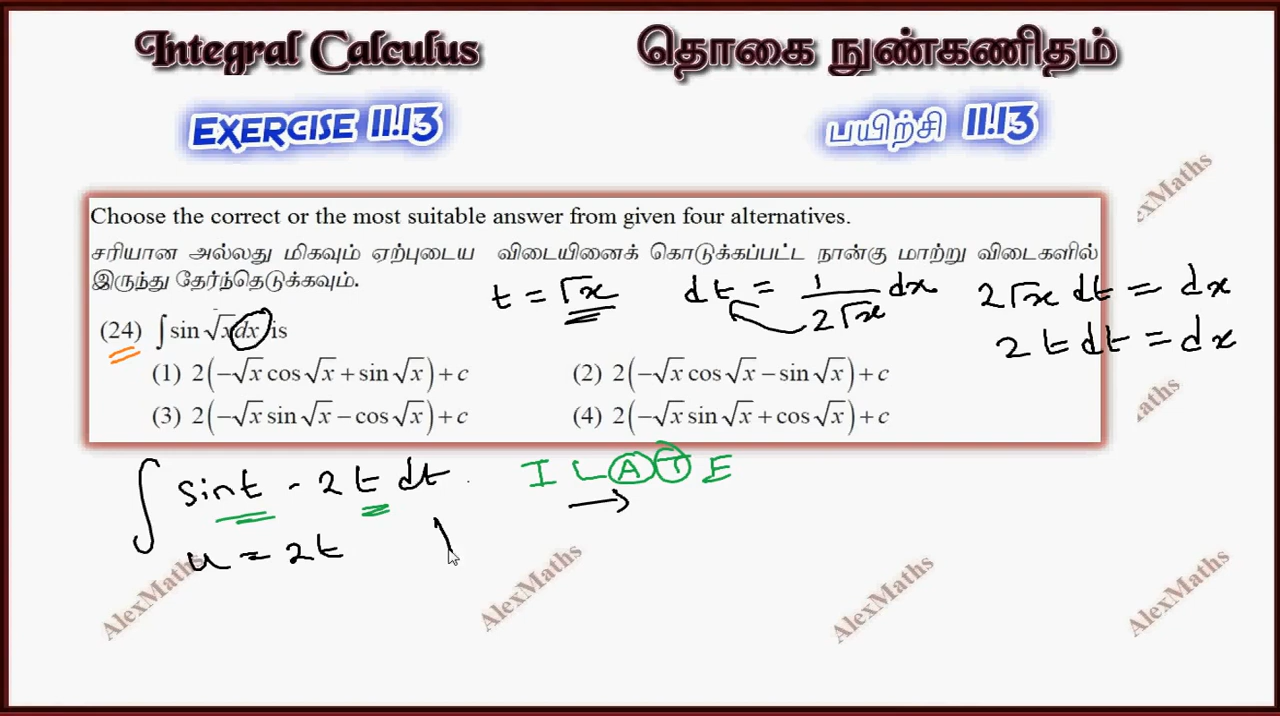 Integral Calculus தொகை நுண்கணிதம்
EXERCISE 11.13 பயிற்சி 11.13
Choose the correct or the most suitable answer from given four alternatives.
சரியான அல்லது மிகவும் ஏற்புடைய விடையினைக் கொடுக்கப்பட்ட நான்கு மாற்று விடைகளில்
இருந்து தேர்ந்தெடுக்கவும்.
t = √x dt = 1/(2√x) dx 2√x dt = dx
(24) ∫ sin √x dx is
2t dt = dx
(1) 2(−√x cos √x + sin √x) + c (2) 2(−√x cos √x − sin √x) + c
(3) 2(−√x sin √x − cos √x) + c (4) 2(−√x sin √x + cos √x) + c
∫ sin t - 2t dt I L A T E
u = 2t
AlexMaths
aths
AlexMaths AlexMaths AlexMaths AlexMaths